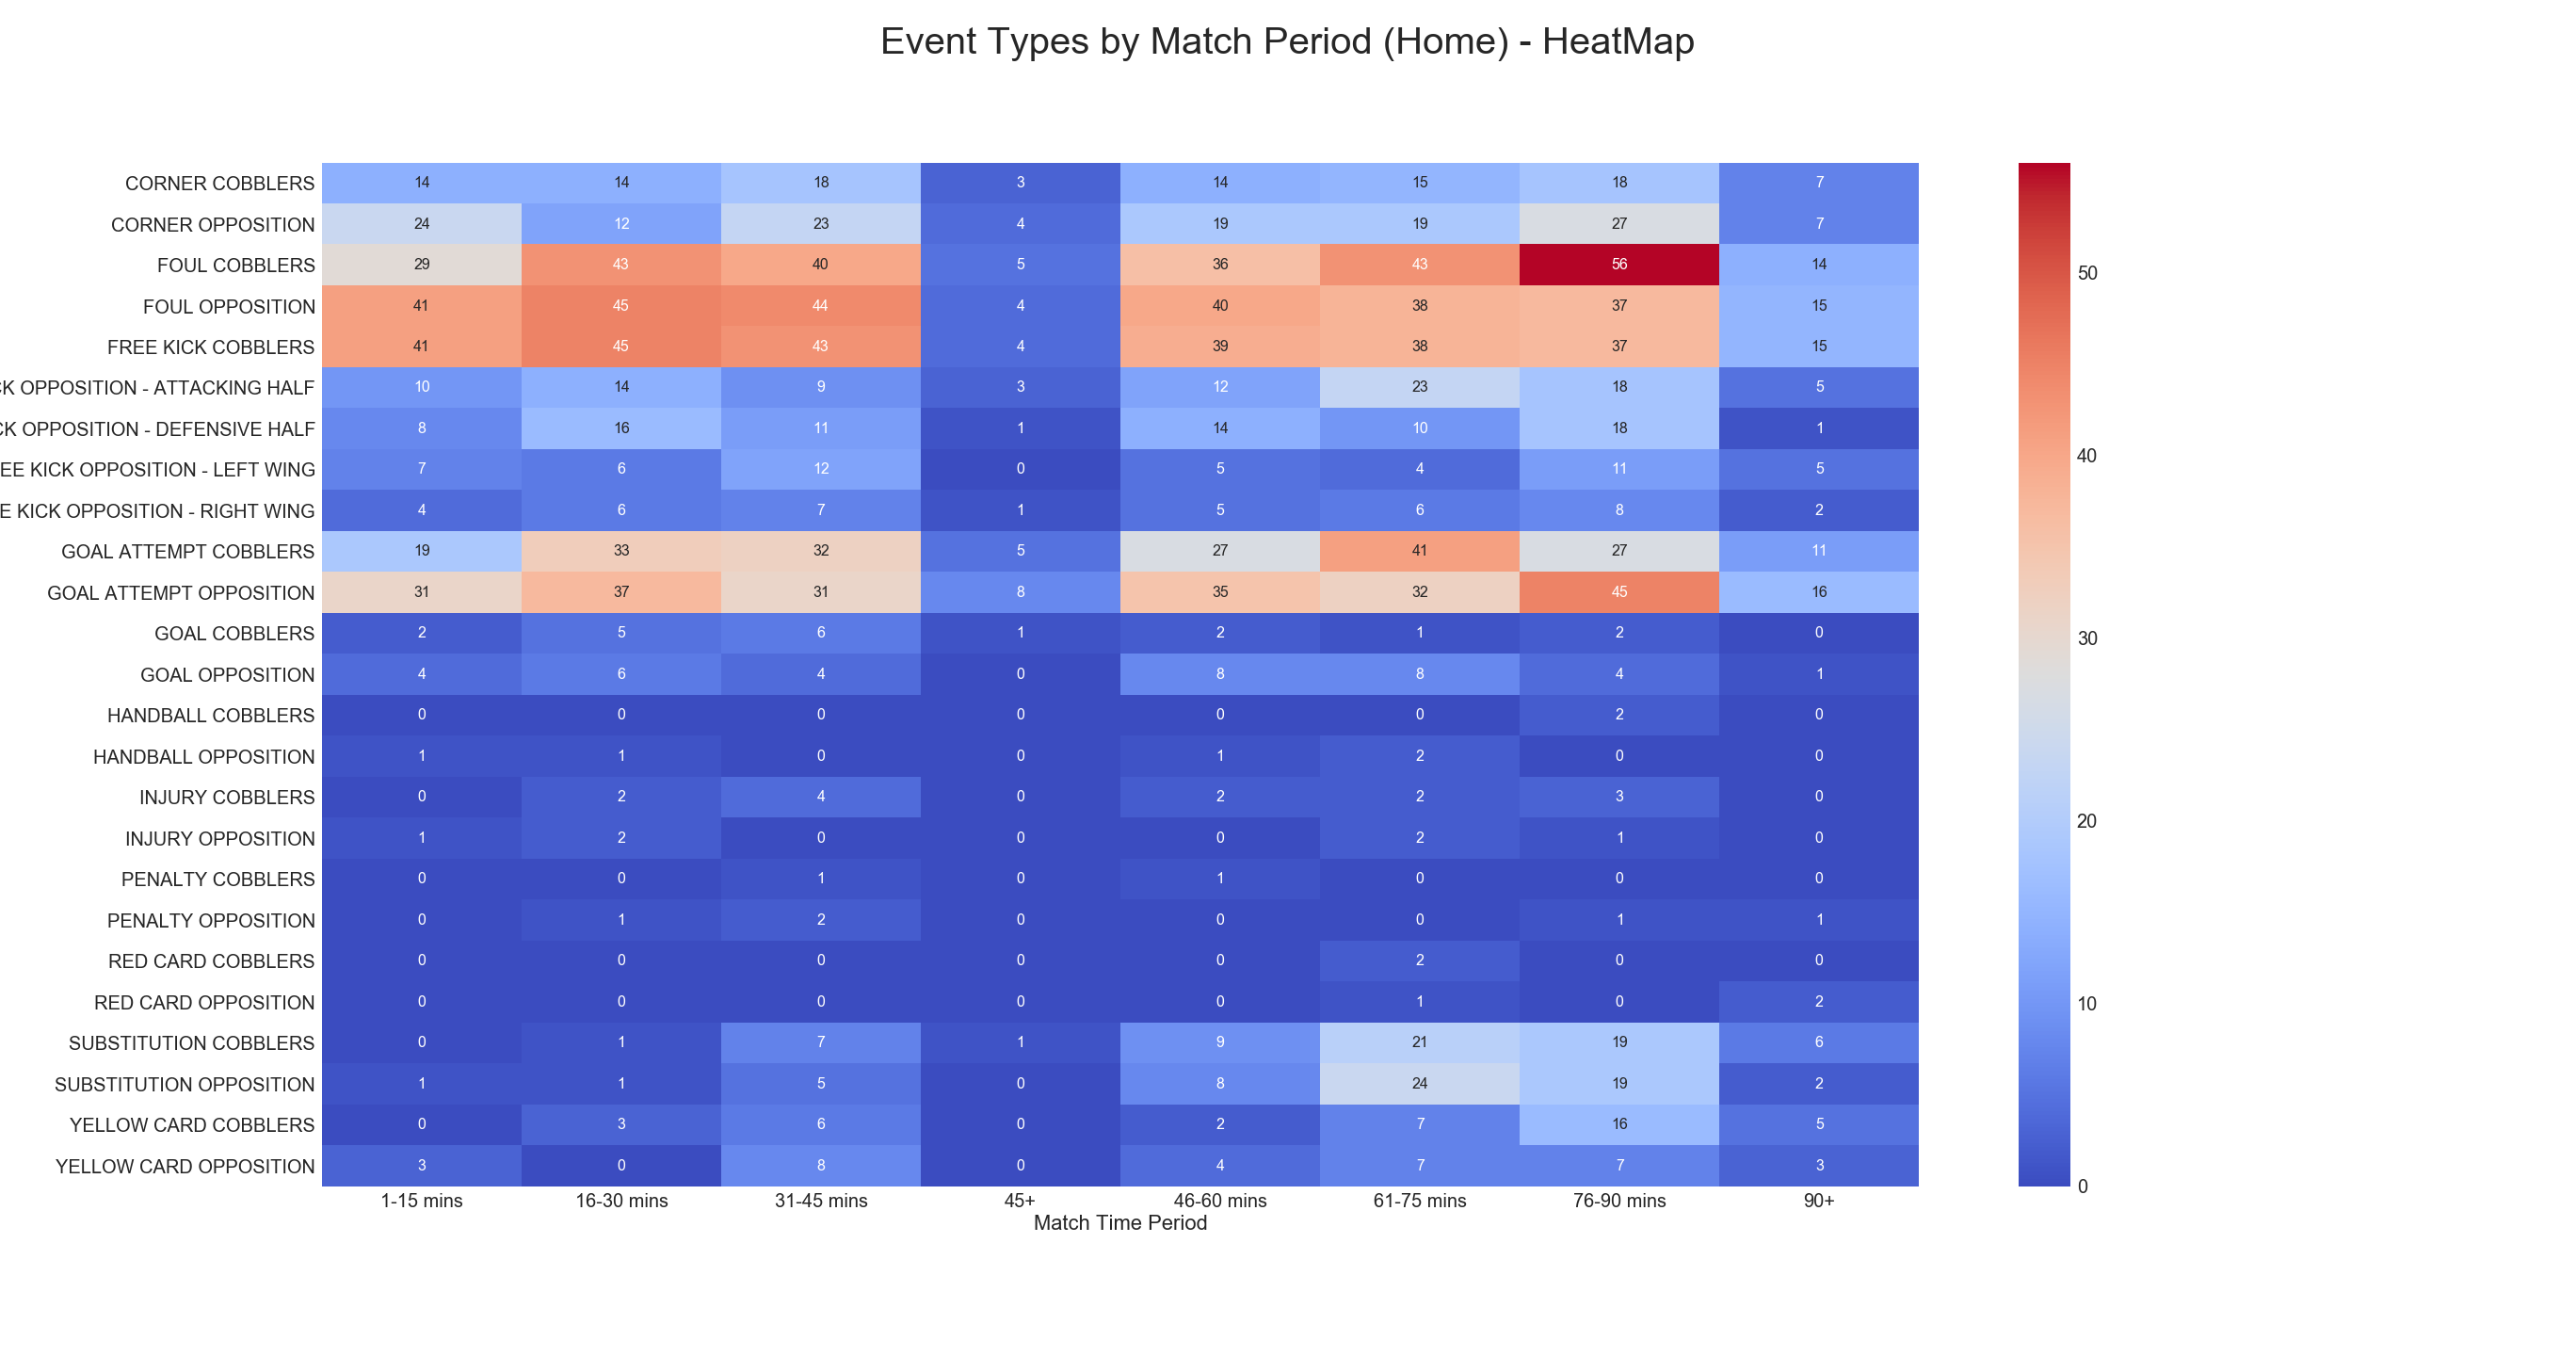 Event Types by Match Period (Home) - HeatMap
CORNER COBBLERS 14 14 18 3 14 15 18 7
CORNER OPPOSITION 24 12 23 4 19 19 27 7
FOUL COBBLERS 29 43 40 5 36 43 56 14
50
FOUL OPPOSITION 41 45 44 4 40 38 37 15
FREE KICK COBBLERS 41 45 43 4 39 38 37 15
CK OPPOSITION - ATTACKING HALF 10 14 9 3 12 23 18 5
CK OPPOSITION - DEFENSIVE HALF 8 16 11 1 14 10 18 1
40
EE KICK OPPOSITION - LEFT WING 7 6 12 0 5 4 11 5
E KICK OPPOSITION - RIGHT WING 4 6 7 1 5 6 8 2
GOAL ATTEMPT COBBLERS 19 33 32 5 27 41 27 11
GOAL ATTEMPT OPPOSITION 31 37 31 8 35 32 45 16
GOAL COBBLERS 2 5 6 1 2 1 2 0
30
GOAL OPPOSITION 4 6 4 0 8 8 4 1
HANDBALL COBBLERS 0 0 0 0 0 0 2 0
HANDBALL OPPOSITION 1 1 0 0 1 2 0 0
INJURY COBBLERS 0 2 4 0 2 2 3 0
20
INJURY OPPOSITION 1 2 0 0 0 2 1 0
PENALTY COBBLERS 0 0 1 0 1 0 0 0
PENALTY OPPOSITION 0 1 2 0 0 0 1 1
RED CARD COBBLERS 0 0 0 0 0 2 0 0
RED CARD OPPOSITION 0 0 0 0 0 1 0 2
10
SUBSTITUTION COBBLERS 0 1 7 1 9 21 19 6
SUBSTITUTION OPPOSITION 1 1 5 0 8 24 19 2
YELLOW CARD COBBLERS 0 3 6 0 2 7 16 5
YELLOW CARD OPPOSITION 3 0 8 0 4 7 7 3
0
1-15 mins 16-30 mins 31-45 mins 45+ 46-60 mins 61-75 mins 76-90 mins 90+
Match Time Period